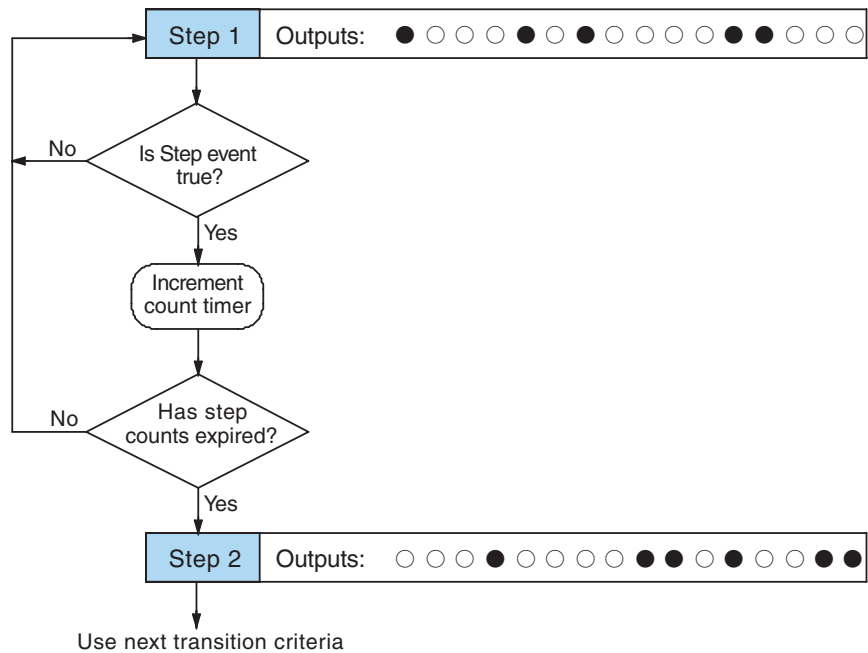 Step 1 Outputs:
No
Is Step event
true?
Yes
Increment
count timer
No
Has step
counts expired?
Yes
Step 2 Outputs:
Use next transition criteria